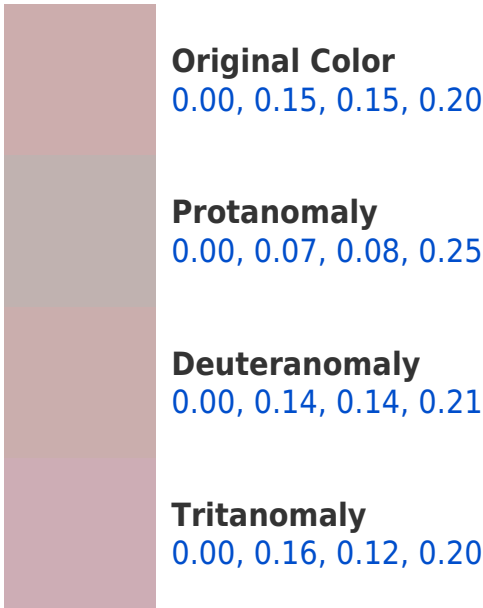 Original Color
0.00, 0.15, 0.15, 0.20
Protanomaly
0.00, 0.07, 0.08, 0.25
Deuteranomaly
0.00, 0.14, 0.14, 0.21
Tritanomaly
0.00, 0.16, 0.12, 0.20